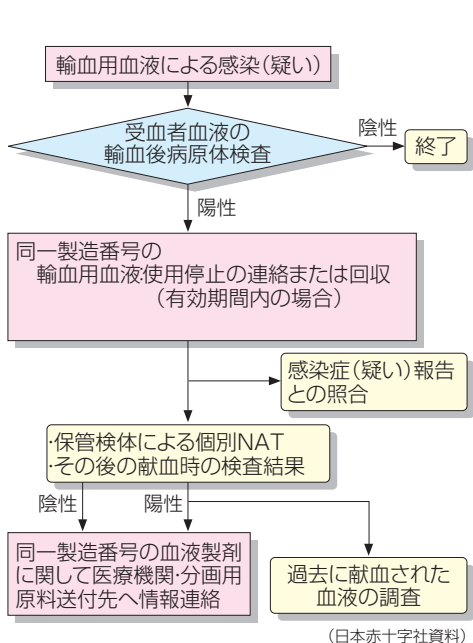 輸血用血液による感染(疑い)
受血者血液の
輸血後病原体検査
陰性
終了
陽性
同一製造番号の
輸血用血液使用停止の連絡または回収
(有効期間内の場合)
感染症(疑い)報告
との照合
・保管検体による個別NAT
・その後の献血時の検査結果
陰性
陽性
同一製造番号の血液製剤
に関して医療機関・分画用
原料送付先へ情報連絡
過去に献血された
血液の調査
(日本赤十字社資料)